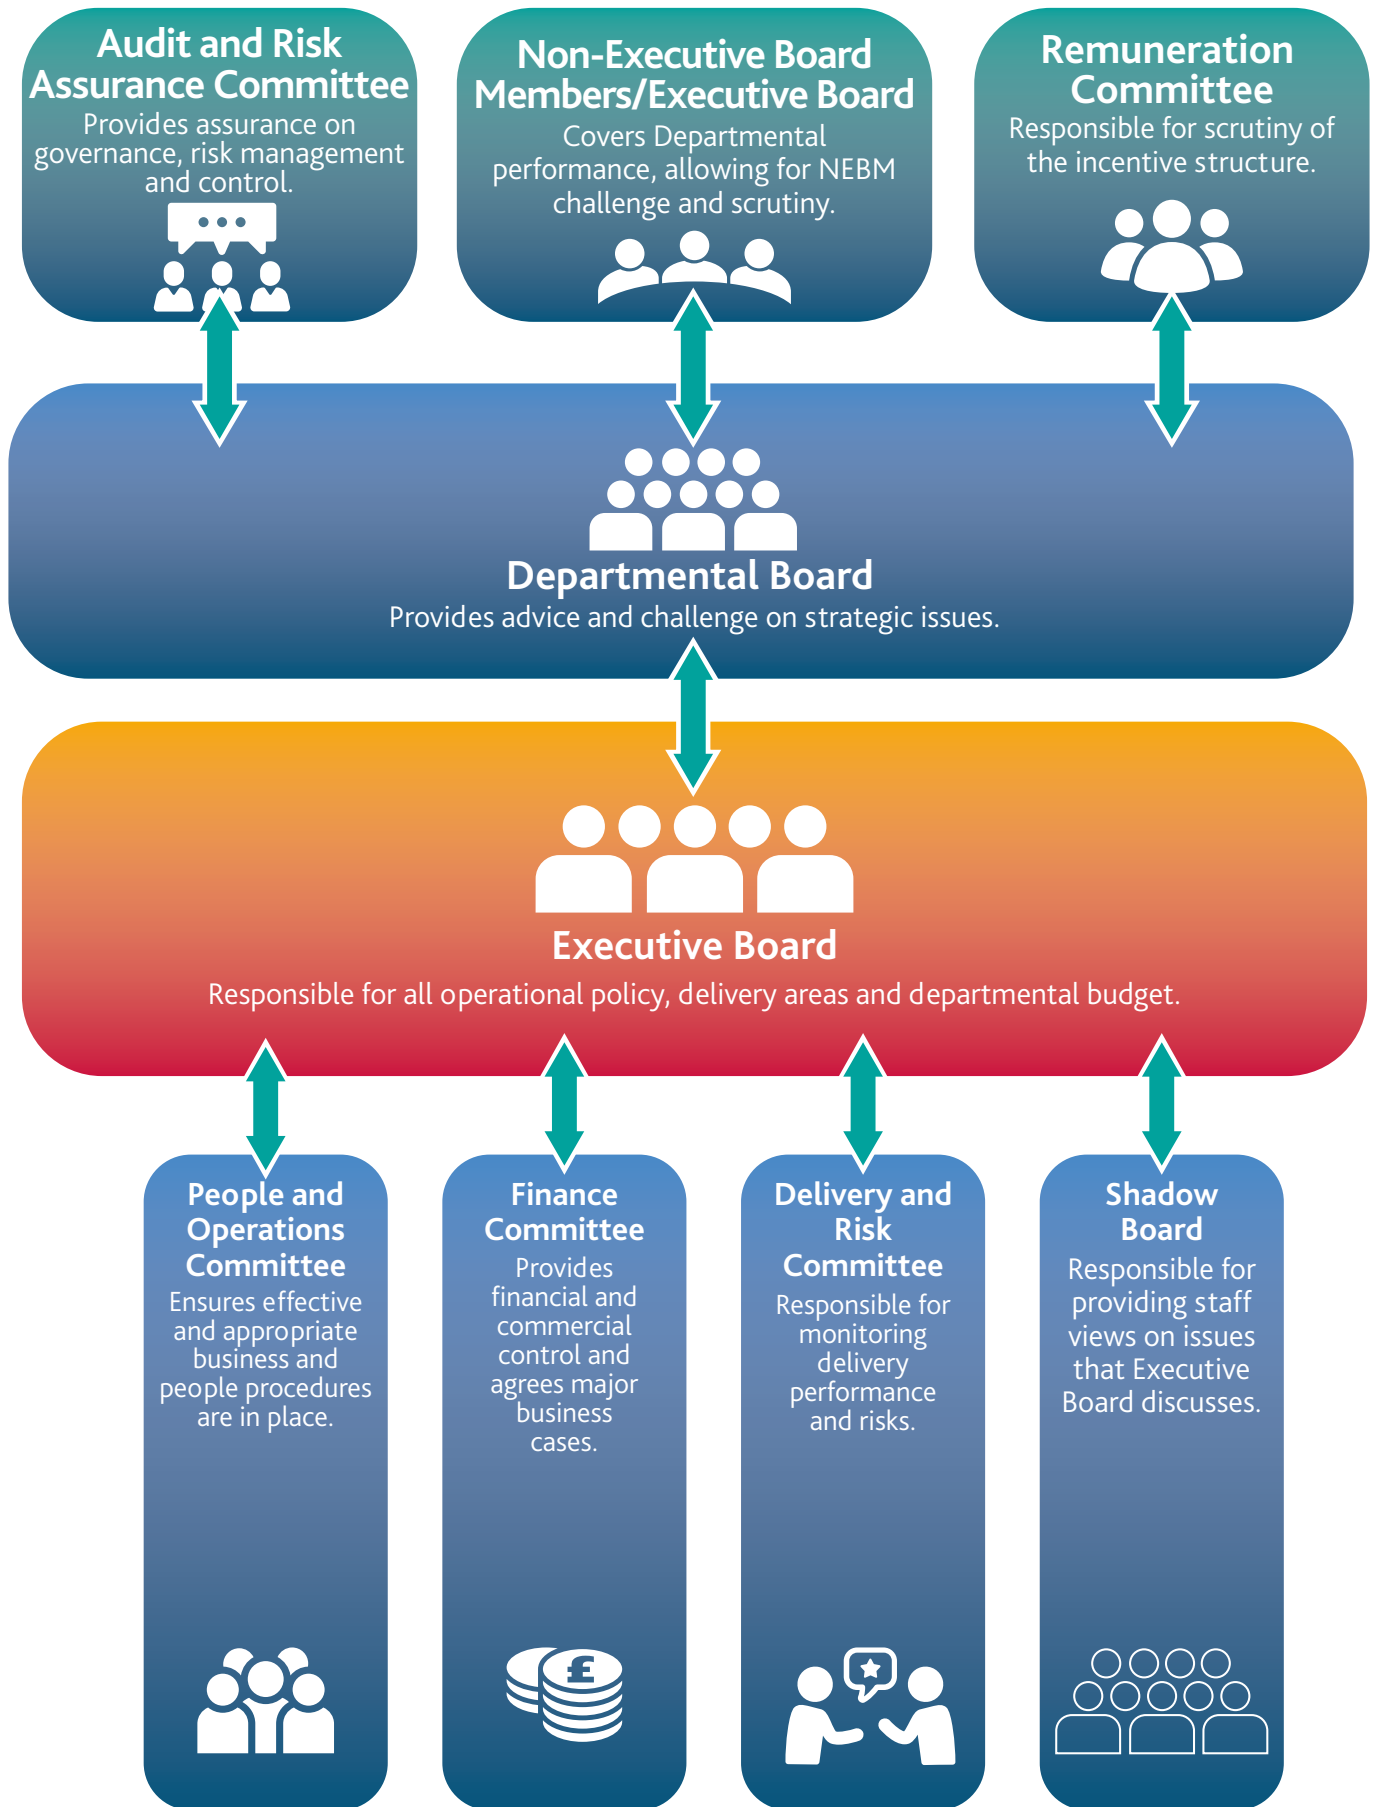 Audit and Risk
Assurance Committee
Provides assurance on
governance, risk management
and control.
Non-Executive Board
Members/Executive Board
Covers Departmental
performance, allowing for NEBM
challenge and scrutiny.
Remuneration
Committee
Responsible for scrutiny of
the incentive structure.
Departmental Board
Provides advice and challenge on strategic issues.
Executive Board
Responsible for all operational policy, delivery areas and departmental budget.
People and
Operations
Committee
Ensures effective
and appropriate
business and
people procedures
are in place.
Finance
Committee
Provides
financial and
commercial
control and
agrees major
business
cases.
£
Delivery and
Risk
Committee
Responsible for
monitoring
delivery
performance
and risks.
Shadow
Board
Responsible for
providing staff
views on issues
that Executive
Board discusses.